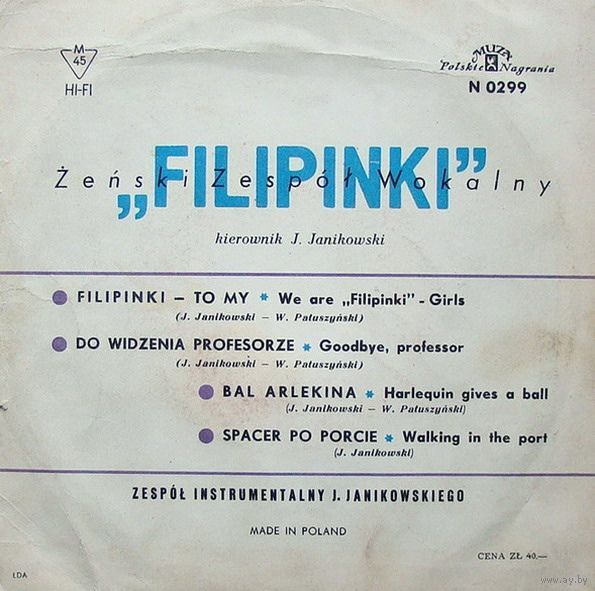 M
45
HI-FI
MUZA
Polskie Nagrania
N 0299
Żeński Zespół Wokalny
„FILIPINKI”
kierownik J. Janikowski
FILIPINKI – TO MY * We are „Filipinki” - Girls
(J. Janikowski – W. Patuszyński)
DO WIDZENIA PROFESORZE * Goodbye, professor
(J. Janikowski – W. Patuszyński)
BAL ARLEKINA * Harlequin gives a ball
(J. Janikowski – W. Patuszyński)
SPACER PO PORCIE * Walking in the port
(J. Janikowski)
ZESPÓŁ INSTRUMENTALNY J. JANIKOWSKIEGO
MADE IN POLAND
CENA ZŁ 40.—
LDA
www.ay.by